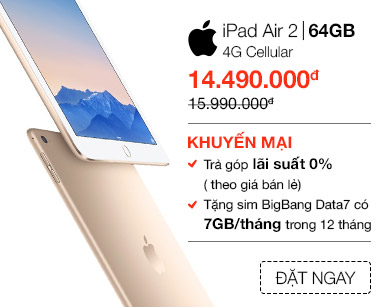 iPad Air 2 | 64GB
4G Cellular
14.490.000đ
15.990.000đ
KHUYẾN MẠI
Trả góp lãi suất 0%
( theo giá bán lẻ)
Tặng sim BigBang Data7 có
7GB/tháng trong 12 tháng
ĐẶT NGAY